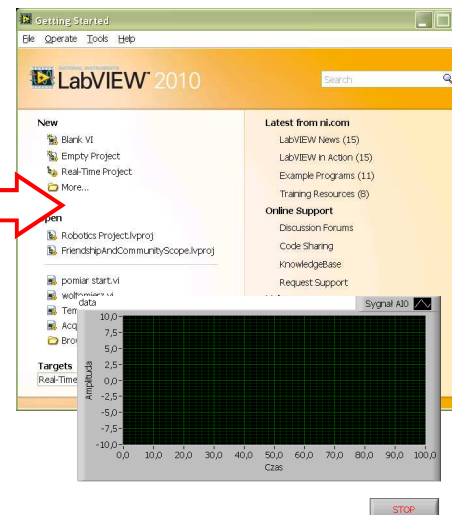 Getting Started
File Operate Tools Help
NATIONAL INSTRUMENTS
LabVIEW 2010
Search
New
Blank VI
Empty Project
Real-Time Project
More...
Robotics Project.lvproj
FriendshipAndCommunityScope.lvproj
pomiar start.vi
Targets
Real-Time
Latest from ni.com
LabVIEW News (15)
LabVIEW in Action (15)
Example Programs (11)
Training Resources (8)
Online Support
Discussion Forums
Code Sharing
KnowledgeBase
Request Support
data
Sygnał AI0
Amplituda
10,0
7,5
5,0
2,5
0,0
-2,5
-5,0
-7,5
-10,0
0,0 10,0 20,0 30,0 40,0 50,0 60,0 70,0 80,0 90,0 100,0
Czas
STOP